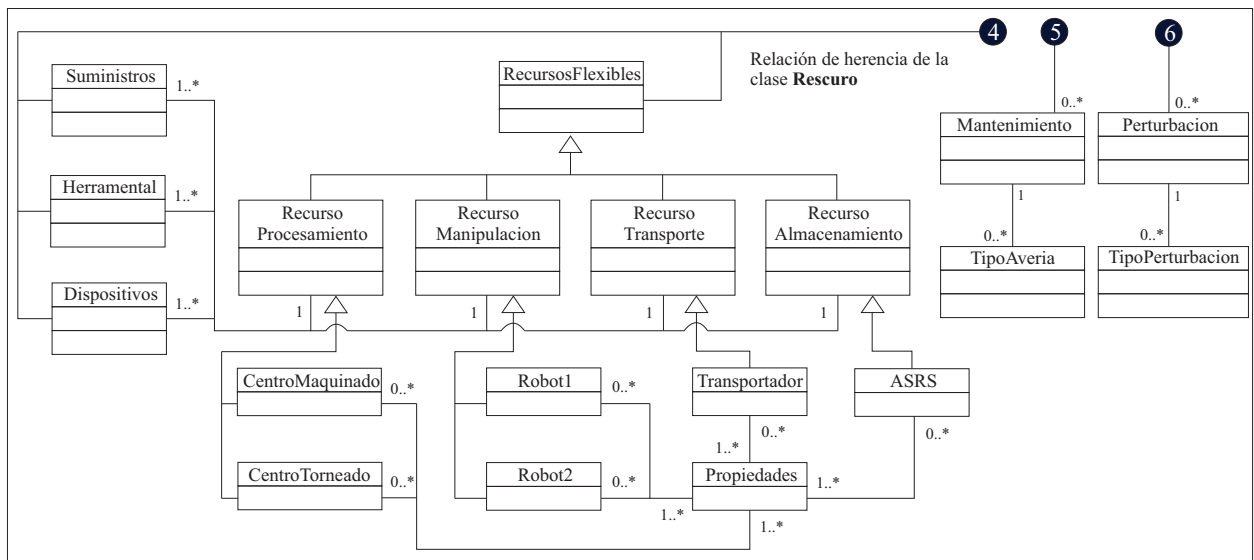 4
5
6
Relación de herencia de la
clase Rescuro
Suministros
1..*
RecursosFlexibles
0..*
0..*
Mantenimiento
Perturbacion
Herramental
1..*
1
1
Recurso
Procesamiento
Recurso
Manipulacion
Recurso
Transporte
Recurso
Almacenamiento
0..*
0..*
TipoAveria
TipoPerturbacion
Dispositivos
1..*
1
1
1
1
CentroMaquinado
0..*
Robot1
0..*
Transportador
ASRS
0..*
0..*
1..*
CentroTorneado
0..*
Robot2
0..*
Propiedades
1..*
1..*
1..*